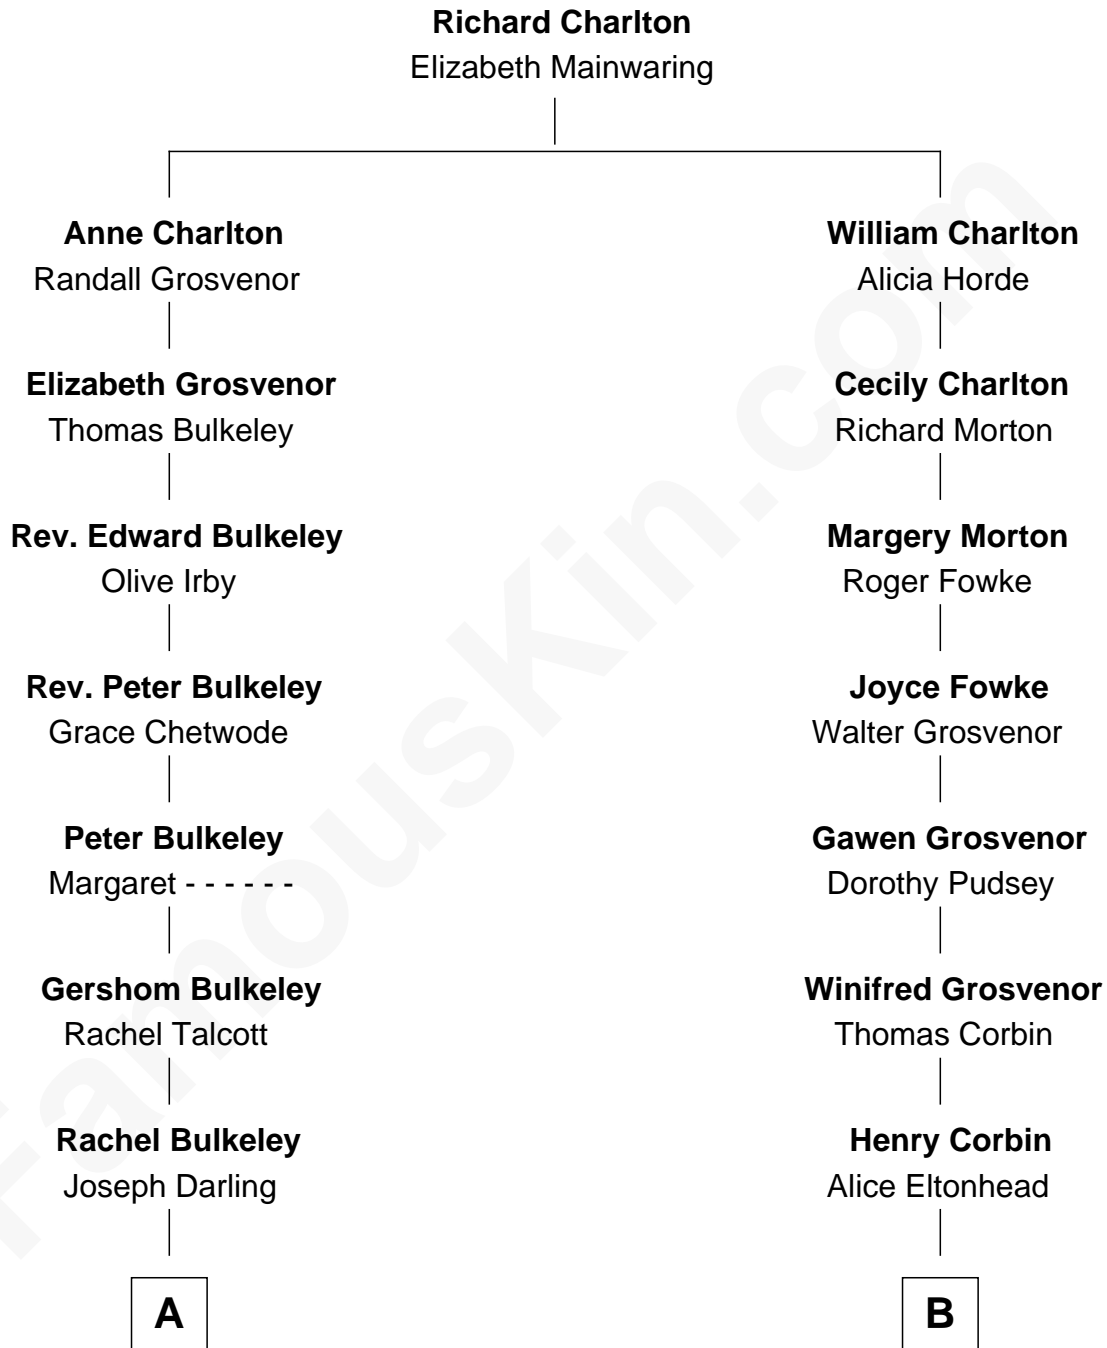 Richard Charlton
Elizabeth Mainwaring
Anne Charlton
Randall Grosvenor
Elizabeth Grosvenor
Thomas Bulkeley
Rev. Edward Bulkeley
Olive Irby
Rev. Peter Bulkeley
Grace Chetwode
Peter Bulkeley
Margaret - - - - - -
Gershom Bulkeley
Rachel Talcott
Rachel Bulkeley
Joseph Darling
A
William Charlton
Alicia Horde
Cecily Charlton
Richard Morton
Margery Morton
Roger Fowke
Joyce Fowke
Walter Grosvenor
Gawen Grosvenor
Dorothy Pudsey
Winifred Grosvenor
Thomas Corbin
Henry Corbin
Alice Eltonhead
B
FamousKin.com